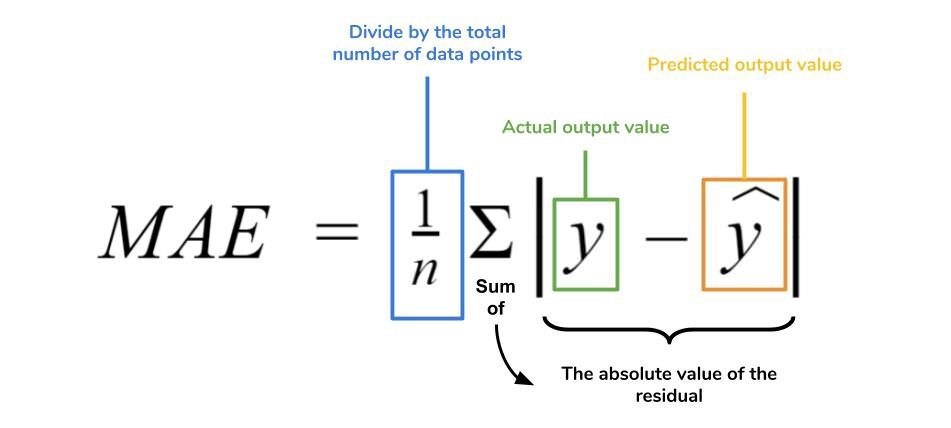 Divide by the total
number of data points
Predicted output value
Actual output value
MAE = 1/n Σ |y − ŷ|
Sum
of
The absolute value of the
residual